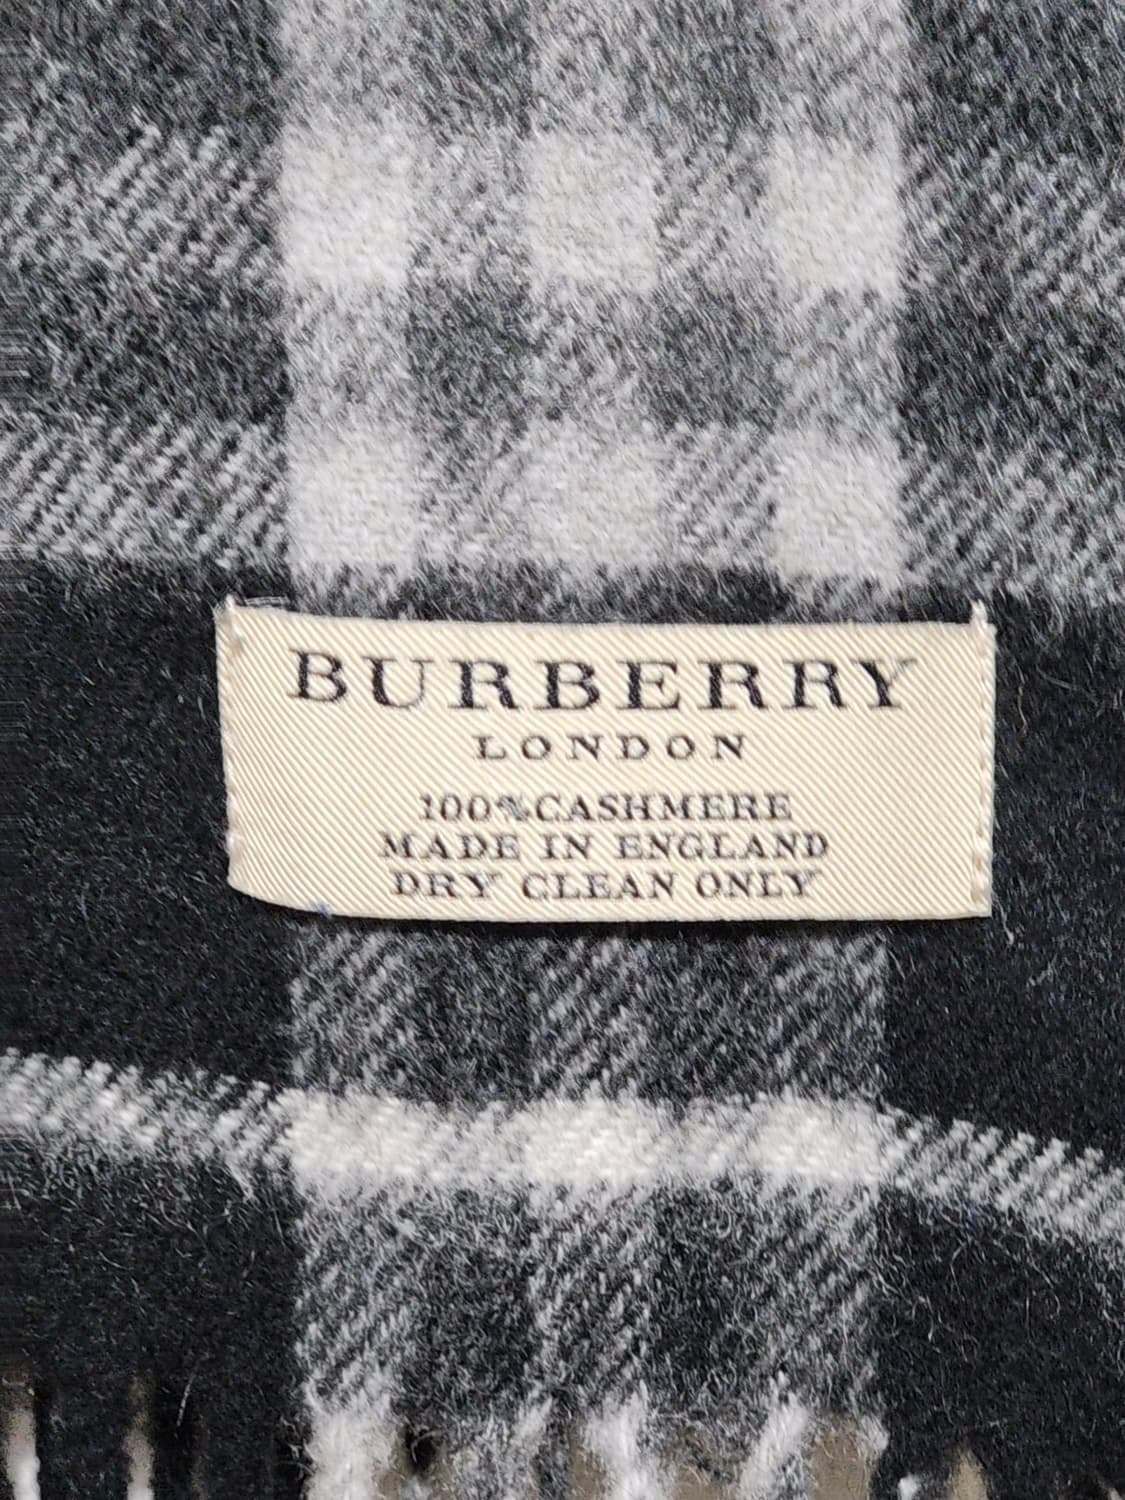 BURBERRY
LONDON
100%CASHMERE
MADE IN ENGLAND
DRY CLEAN ONLY